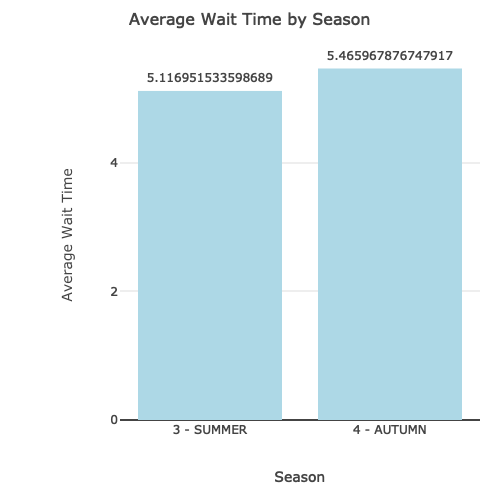 Average Wait Time by Season
5.116951533598689
5.465967876747917
4
2
0
Average Wait Time
3 - SUMMER
4 - AUTUMN
Season